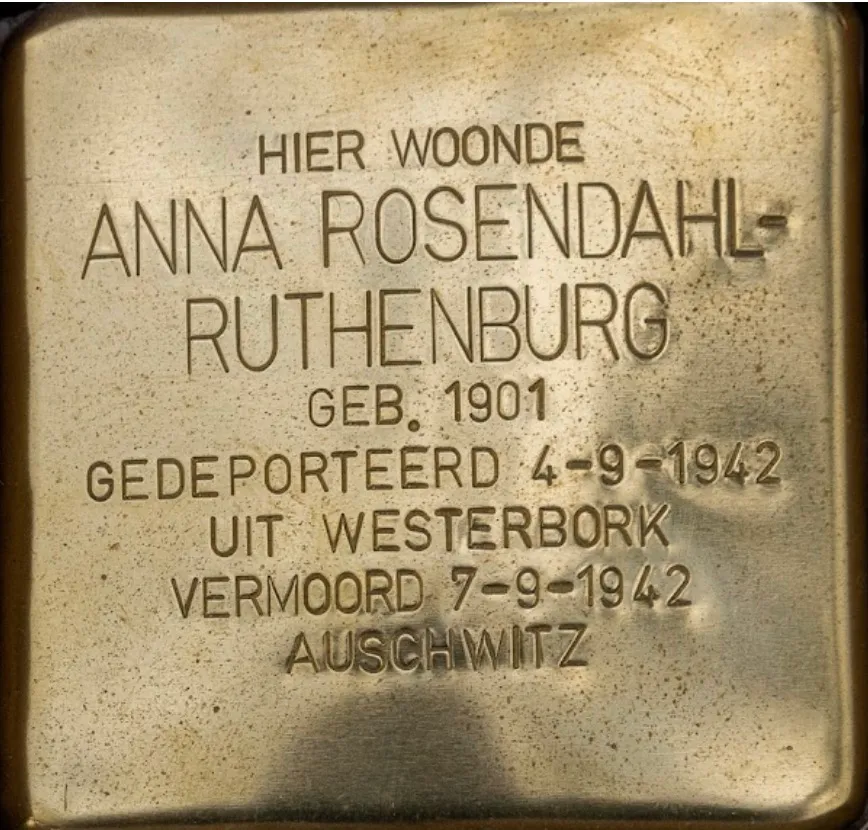 HIER WOONDE
ANNA ROSENDAHL-
RUTHENBURG
GEB. 1901
GEDEPORTEERD 4-9-1942
UIT WESTERBORK
VERMOORD 7-9-1942
AUSCHWITZ